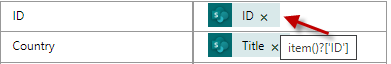 ID ID ×
Country Title × item()?['ID']